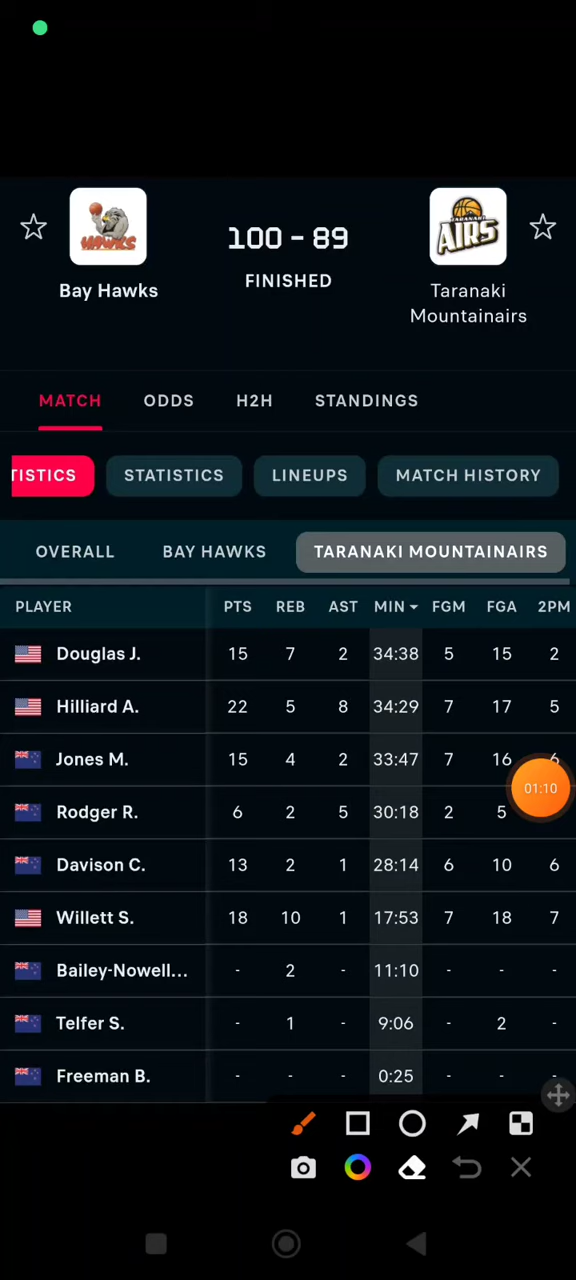 HAWKS
TARANAKI
AIRS
100 - 89
FINISHED
Bay Hawks
Taranaki
Mountainairs
MATCH ODDS H2H STANDINGS
TISTICS STATISTICS LINEUPS MATCH HISTORY
OVERALL BAY HAWKS TARANAKI MOUNTAINAIRS
PLAYER PTS REB AST MIN FGM FGA 2PM
Douglas J. 15 7 2 34:38 5 15 2
Hilliard A. 22 5 8 34:29 7 17 5
Jones M. 15 4 2 33:47 7 16 6
Rodger R. 6 2 5 30:18 2 5
01:10
Davison C. 13 2 1 28:14 6 10 6
Willett S. 18 10 1 17:53 7 18 7
Bailey-Nowell... - 2 - 11:10 - - -
Telfer S. - 1 - 9:06 - 2 -
Freeman B. - - - 0:25 - - -